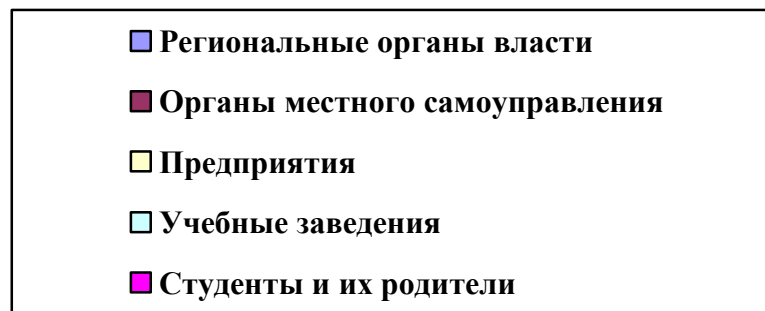 Региональные органы власти
Органы местного самоуправления
Предприятия
Учебные заведения
Студенты и их родители